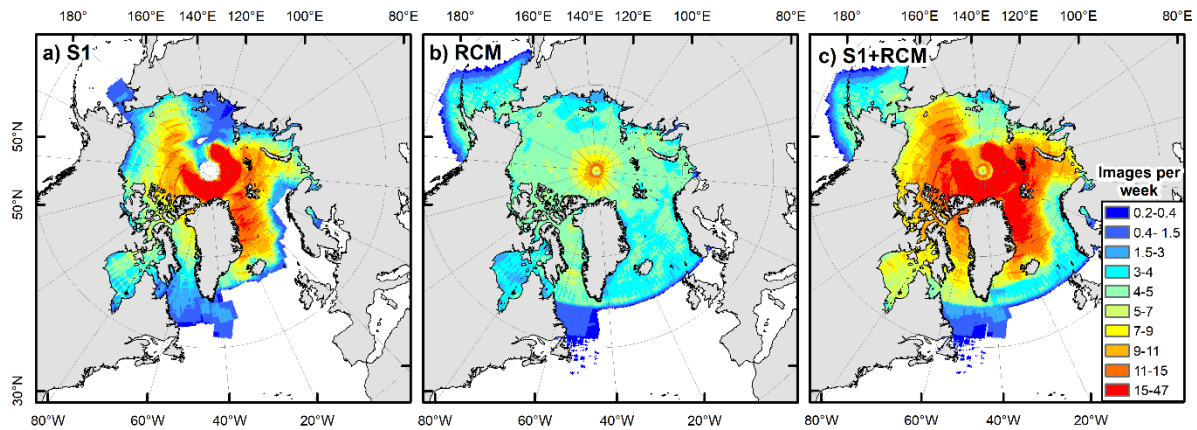 180° 160°E 140°E 120°E 100°E 80°E 180° 160°E 140°E 120°E 100°E 80°E 180° 160°E 140°E 120°E 100°E 80°E
a) S1 b) RCM c) S1+RCM
60°N
50°N
30°N
Images per
week
0.2-0.4
0.4- 1.5
1.5-3
3-4
4-5
5-7
7-9
9-11
11-15
15-47
80°W 60°W 40°W 20°W 80°W 60°W 40°W 20°W 80°W 60°W 40°W 20°W